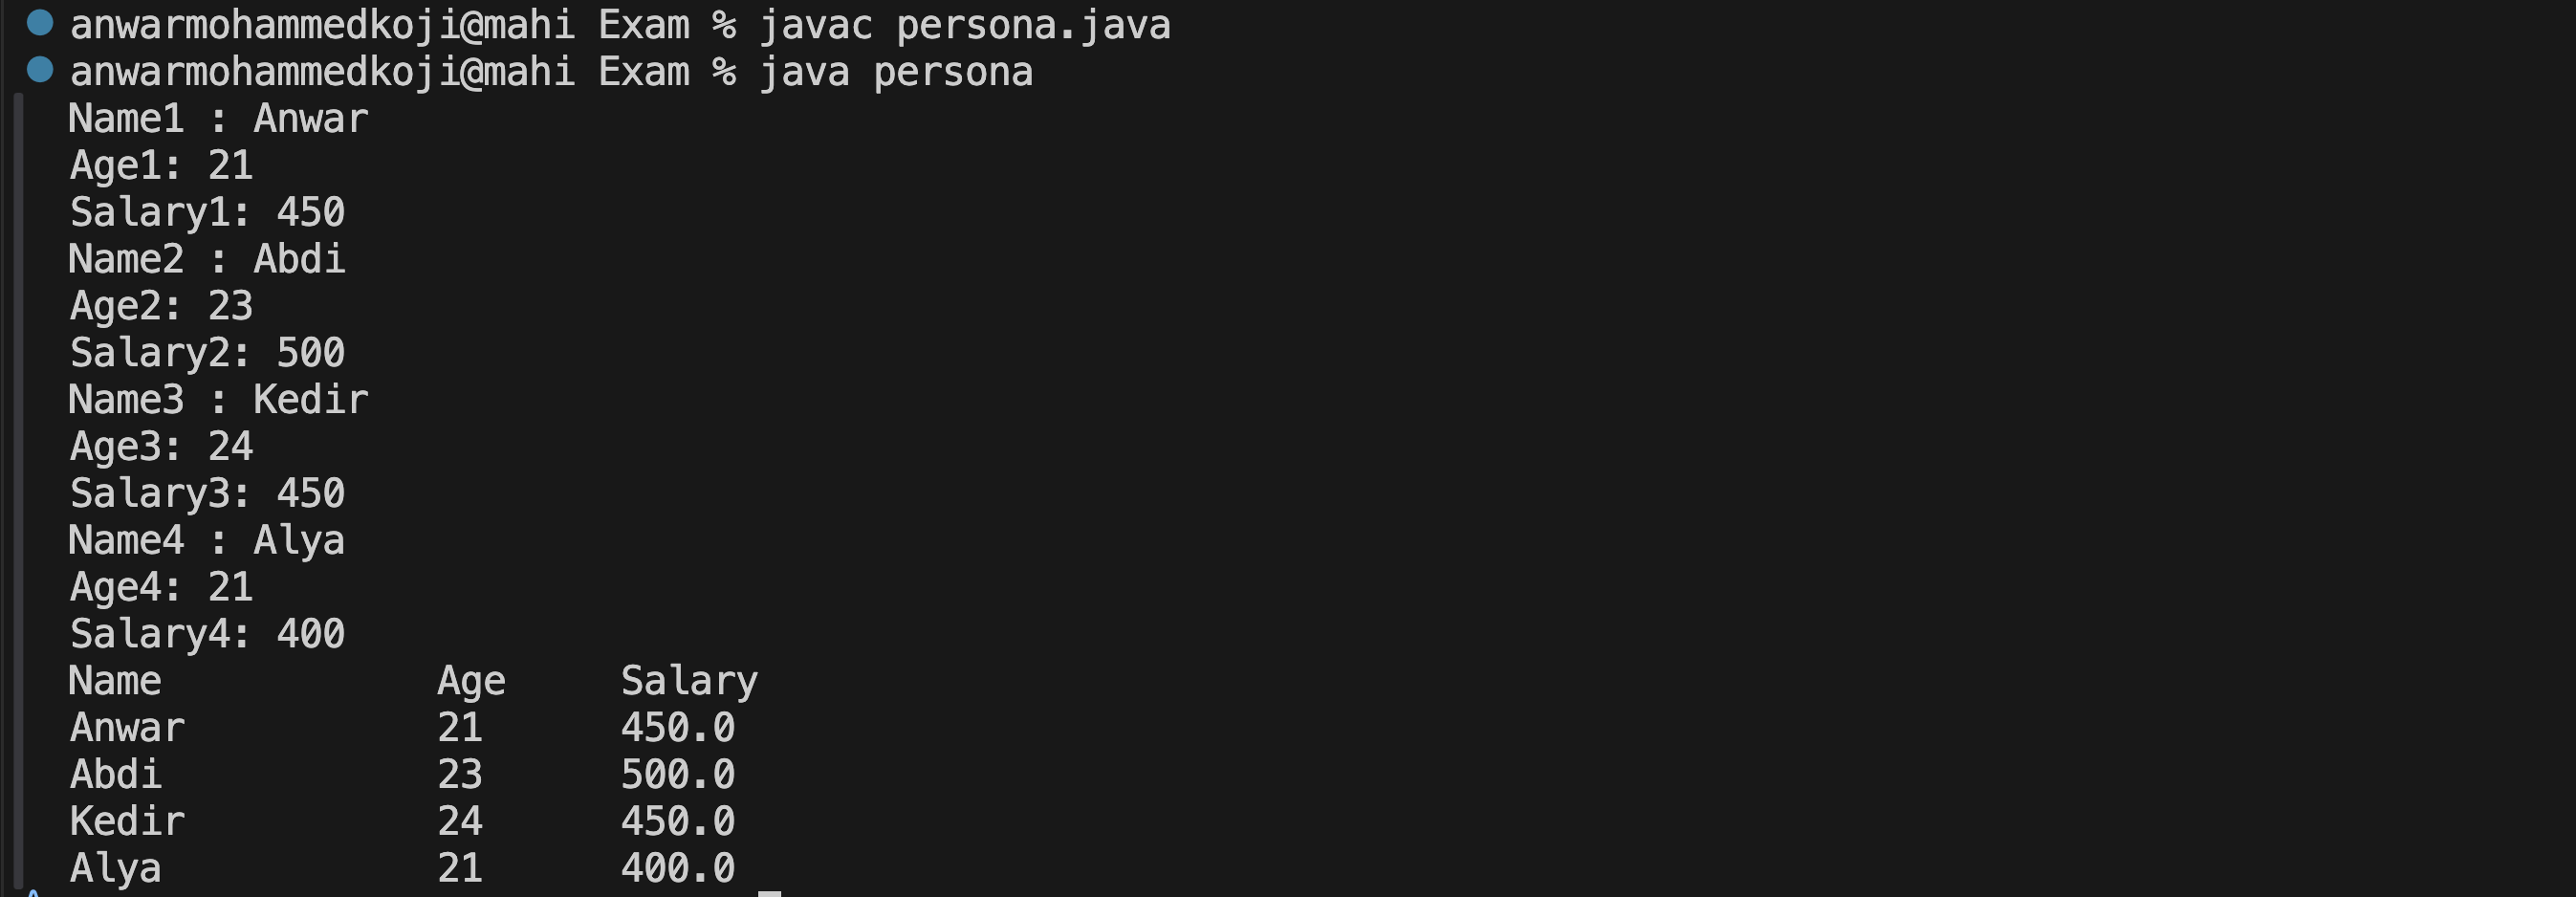 anwarmohammedkoji@mahi Exam % javac persona.java
anwarmohammedkoji@mahi Exam % java persona
Name1 : Anwar
Age1: 21
Salary1: 450
Name2 : Abdi
Age2: 23
Salary2: 500
Name3 : Kedir
Age3: 24
Salary3: 450
Name4 : Alya
Age4: 21
Salary4: 400
Name Age Salary
Anwar 21 450.0
Abdi 23 500.0
Kedir 24 450.0
Alya 21 400.0